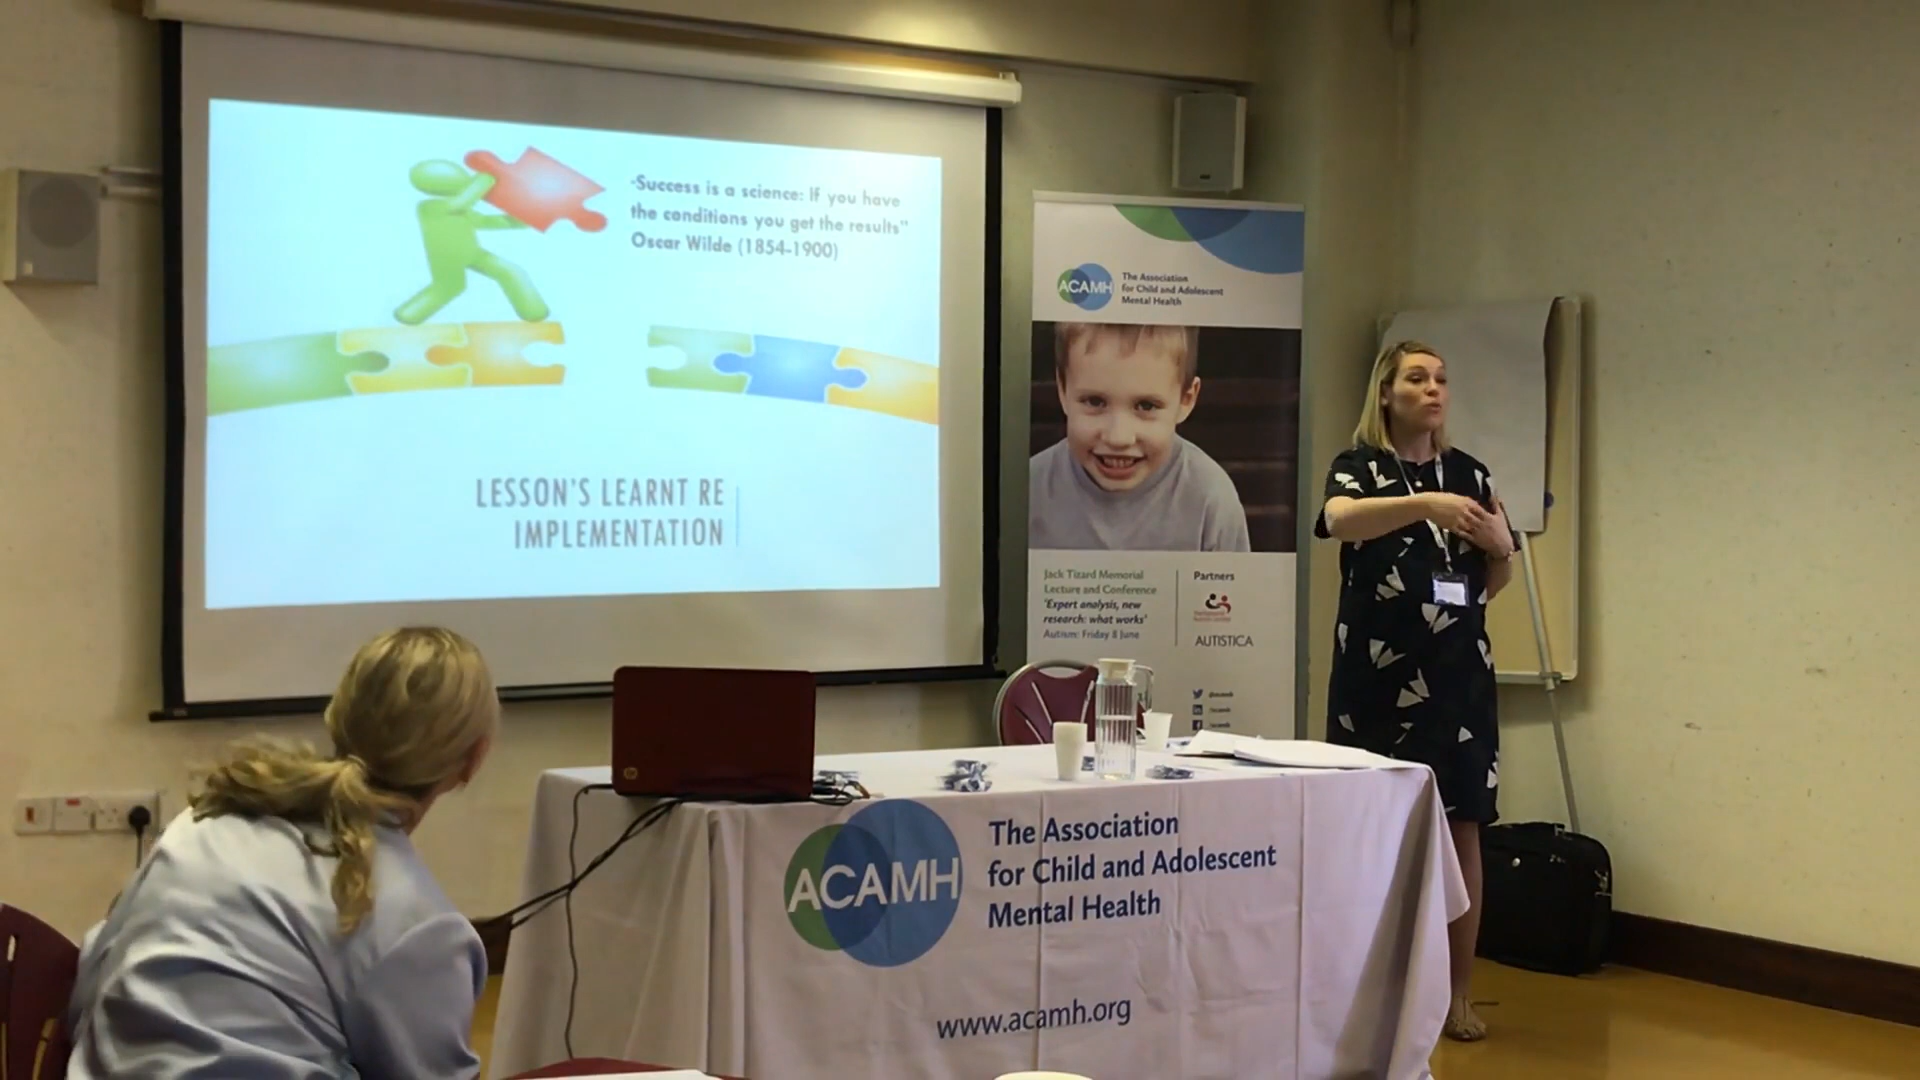 "Success is a science: If you have
the conditions you get the results"
Oscar Wilde (1854-1900)
LESSON'S LEARNT RE
IMPLEMENTATION
ACAMH
The Association
for Child and Adolescent
Mental Health
Jack Tizard Memorial
Lecture and Conference
'Expert analysis, new
research: what works'
Autism: Friday 8 June
Partners
AUTISTICA
ACAMH
The Association
for Child and Adolescent
Mental Health
www.acamh.org
hp